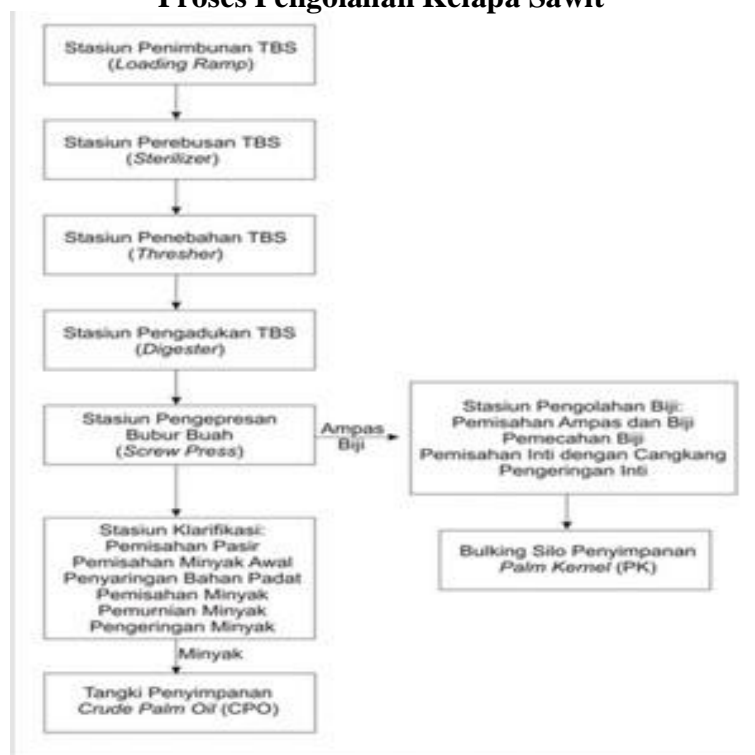 Proses Pengolahan Kelapa Sawit
Stasiun Penimbunan TBS
(Loading Ramp)
Stasiun Perebusan TBS
(Sterilizer)
Stasiun Penebahan TBS
(Thresher)
Stasiun Pengadukan TBS
(Digester)
Stasiun Pengepresan
Bubur Buah
(Screw Press)
Ampas
Biji
Stasiun Pengolahan Biji:
Pemisahan Ampas dan Biji
Pemecahan Biji
Pemisahan Inti dengan Cangkang
Pengeringan Inti
Stasiun Klarifikasi:
Pemisahan Pasir
Pemisahan Minyak Awal
Penyaringan Bahan Padat
Pemisahan Minyak
Pemurnian Minyak
Pengeringan Minyak
Bulking Silo Penyimpanan
Palm Kernel (PK)
Minyak
Tangki Penyimpanan
Crude Palm Oil (CPO)